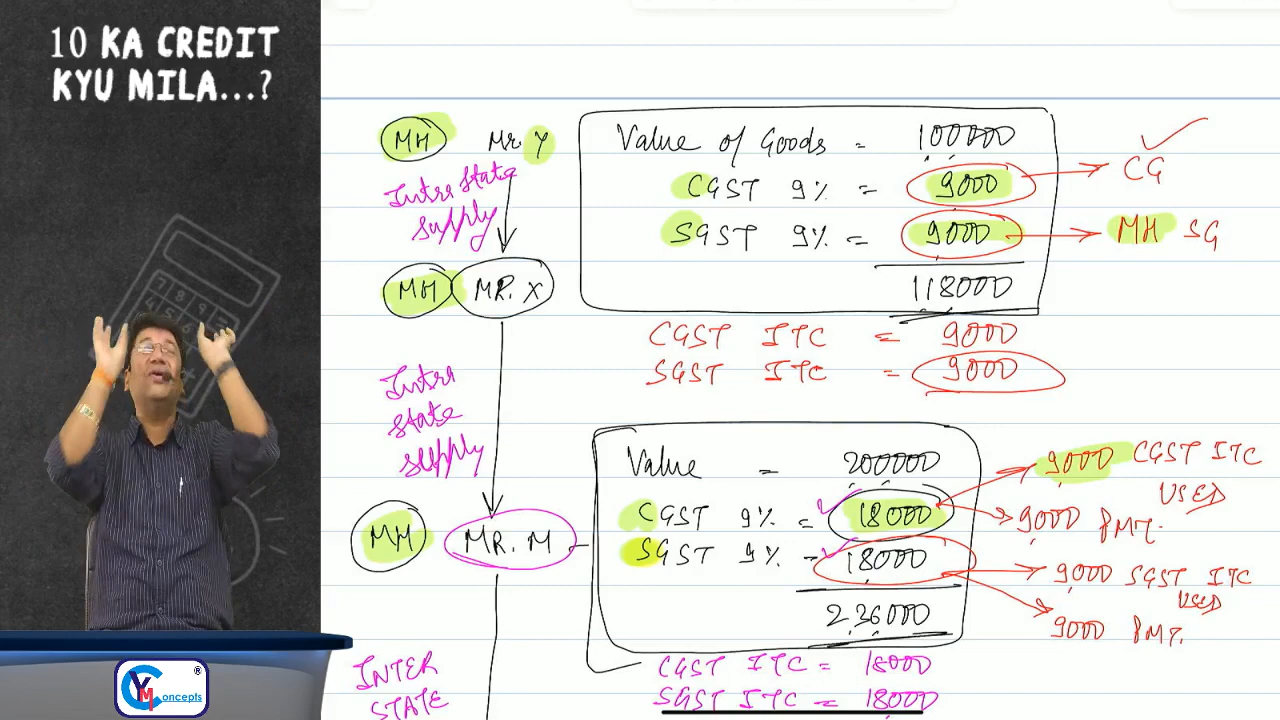 10 KA CREDIT
KYU MILA...?
MH Mr. Y
Intra State
supply
Value of Goods = 100000
CGST 9% = 9000 CG
SGST 9% = 9000 MH SG
118000
MH MR. X
CGST ITC = 9000
SGST ITC = 9000
Intra
State
supply
Value = 200000
CGST 9% = 18000 9000 CGST ITC
USED
9000 PMT.
SGST 9% = 18000 9000 SGST ITC
USED
9000 PMT.
236000
MH MR. M
CGST ITC = 18000
SGST ITC = 18000
INTER
STATE
CYM
oncepts
®